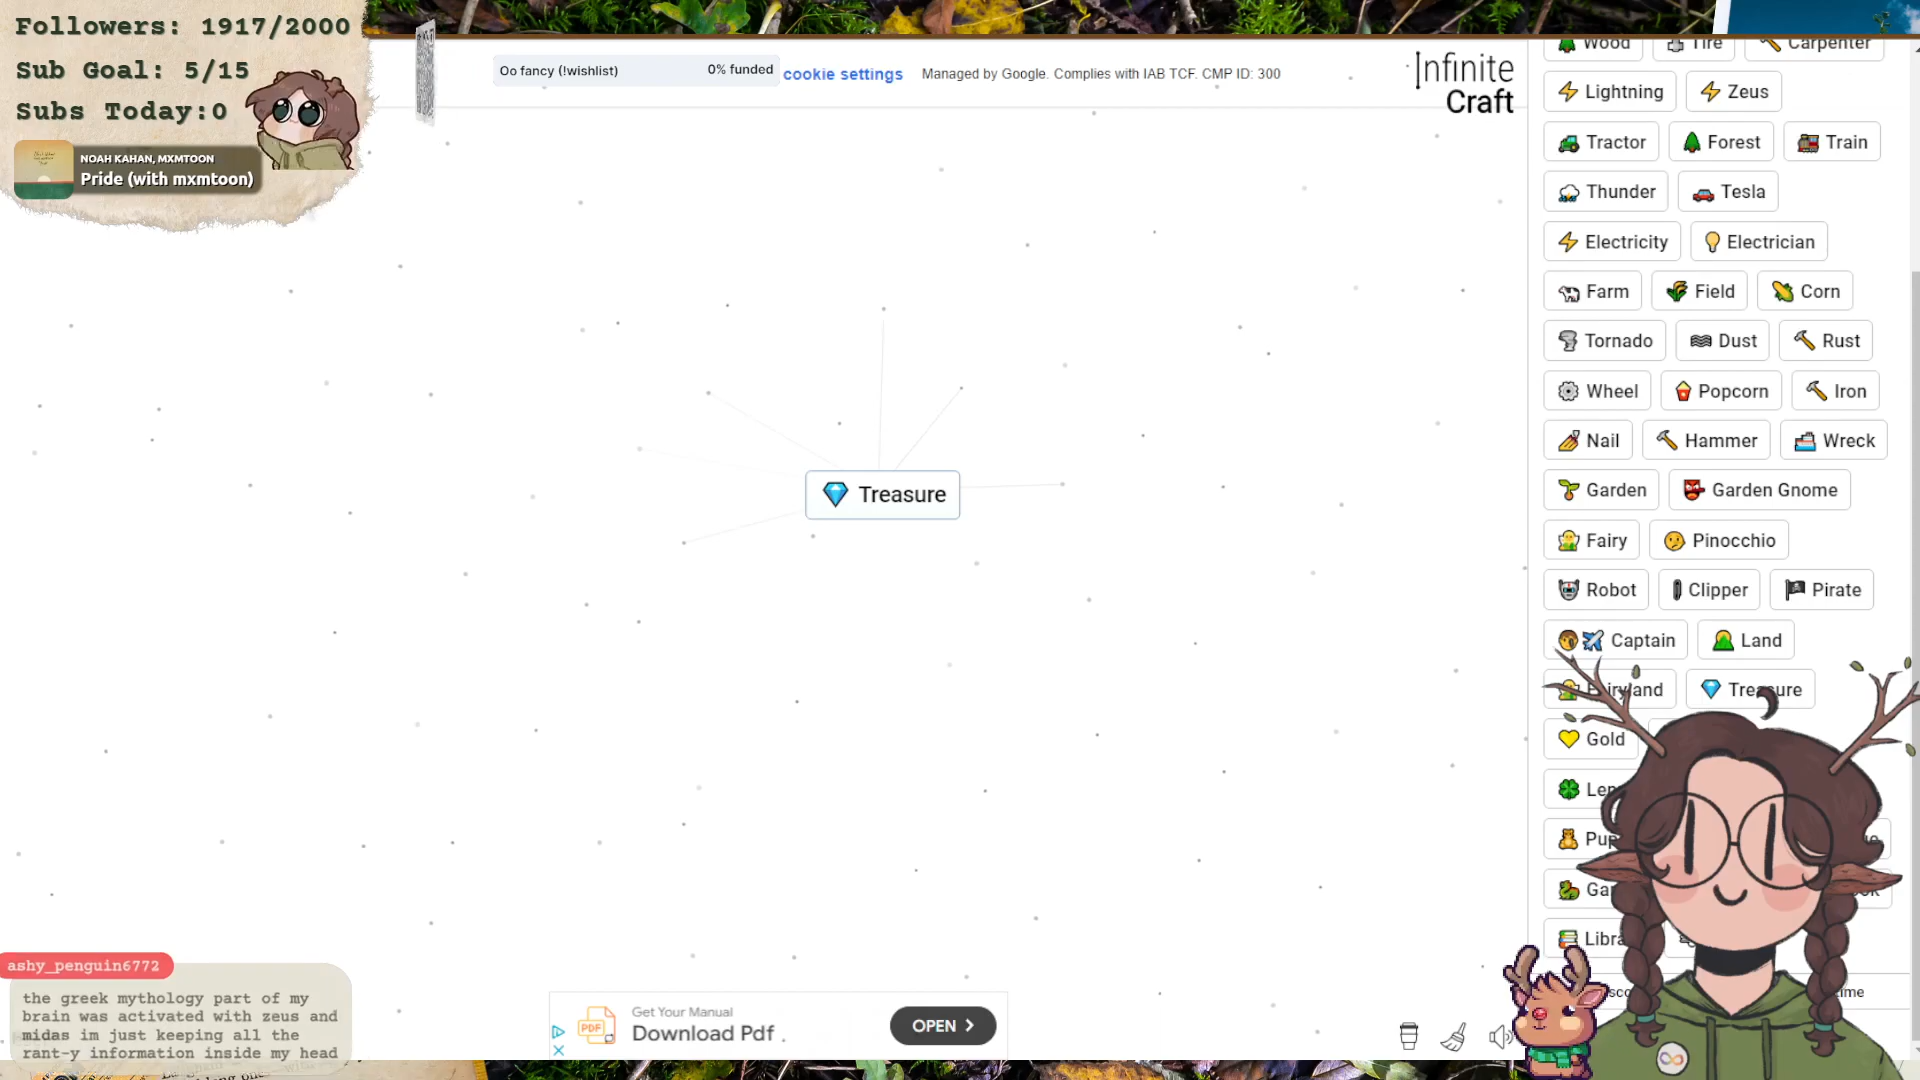 Followers: 1917/2000
Sub Goal: 5/15
Subs Today:0
NOAH KAHAN, MXMTOON
Pride (with mxmtoon)
Oo fancy (!wishlist) 0% funded
cookie settings
Managed by Google. Complies with IAB TCF. CMP ID: 300
Infinite
Craft
Wood Tire Carpenter
Lightning Zeus
Tractor Forest Train
Thunder Tesla
Electricity Electrician
Farm Field Corn
Tornado Dust Rust
Wheel Popcorn Iron
Nail Hammer Wreck
Garden Garden Gnome
Fairy Pinocchio
Robot Clipper Pirate
Captain Land
Treasure
Gold
Treasure
ashy_penguin6772
the greek mythology part of my
brain was activated with zeus and
midas im just keeping all the
rant-y information inside my head
PDF
Get Your Manual
Download Pdf .
OPEN